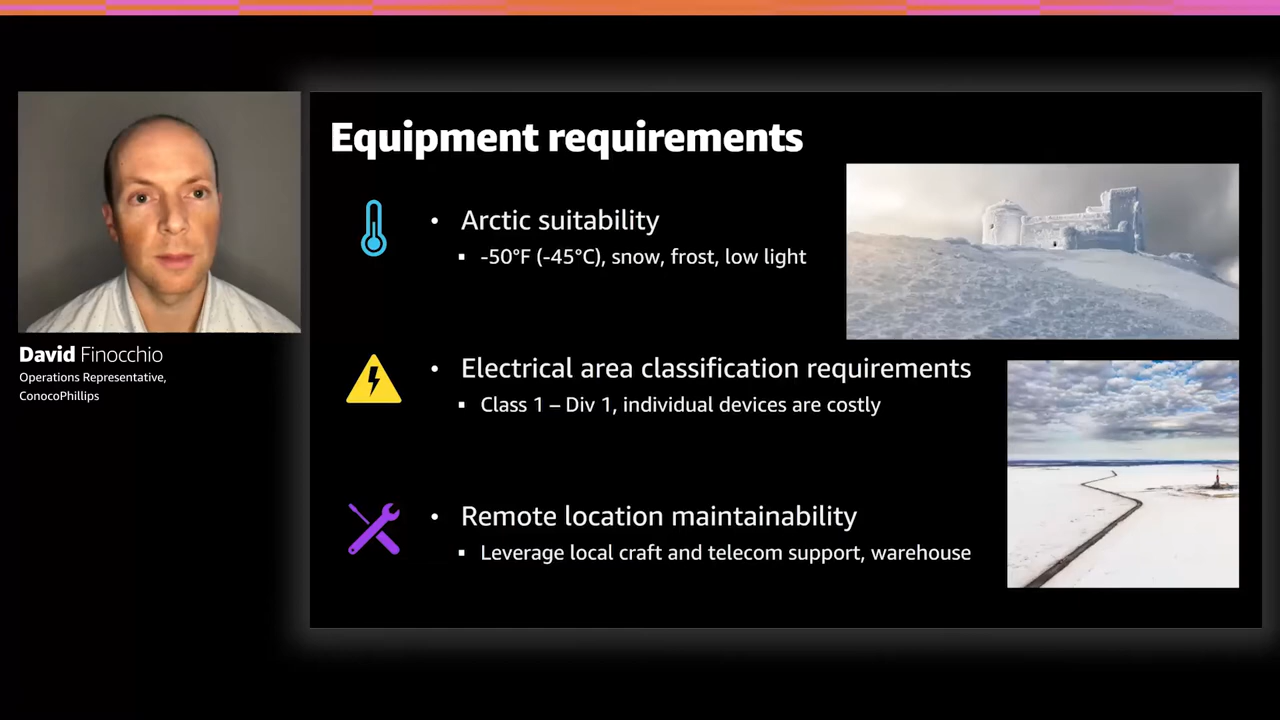 Equipment requirements
• Arctic suitability
▪ -50°F (-45°C), snow, frost, low light
• Electrical area classification requirements
▪ Class 1 – Div 1, individual devices are costly
• Remote location maintainability
▪ Leverage local craft and telecom support, warehouse
David Finocchio
Operations Representative,
ConocoPhillips